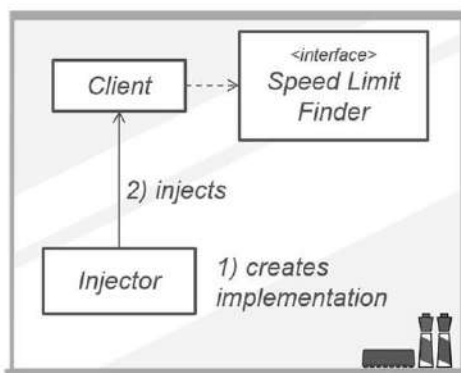 <interface>
Client
Speed Limit
Finder
2) injects
Injector
1) creates
implementation